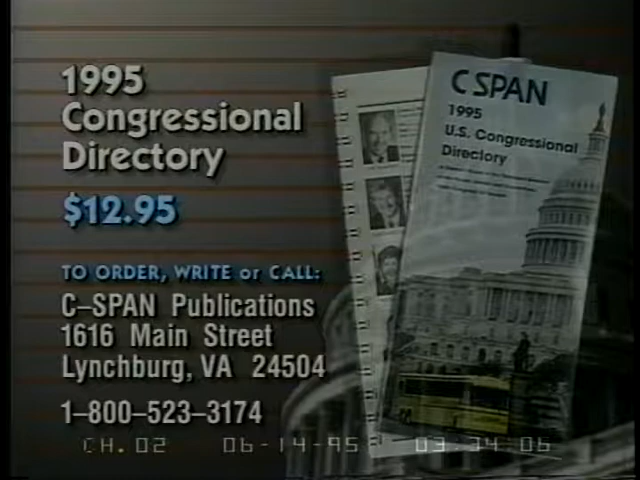 1995
Congressional
Directory
$12.95
TO ORDER, WRITE or CALL:
C-SPAN Publications
1616 Main Street
Lynchburg, VA 24504
1-800-523-3174
C SPAN
1995
U.S. Congressional
Directory
CH. 02 06-14-95 03:34:06